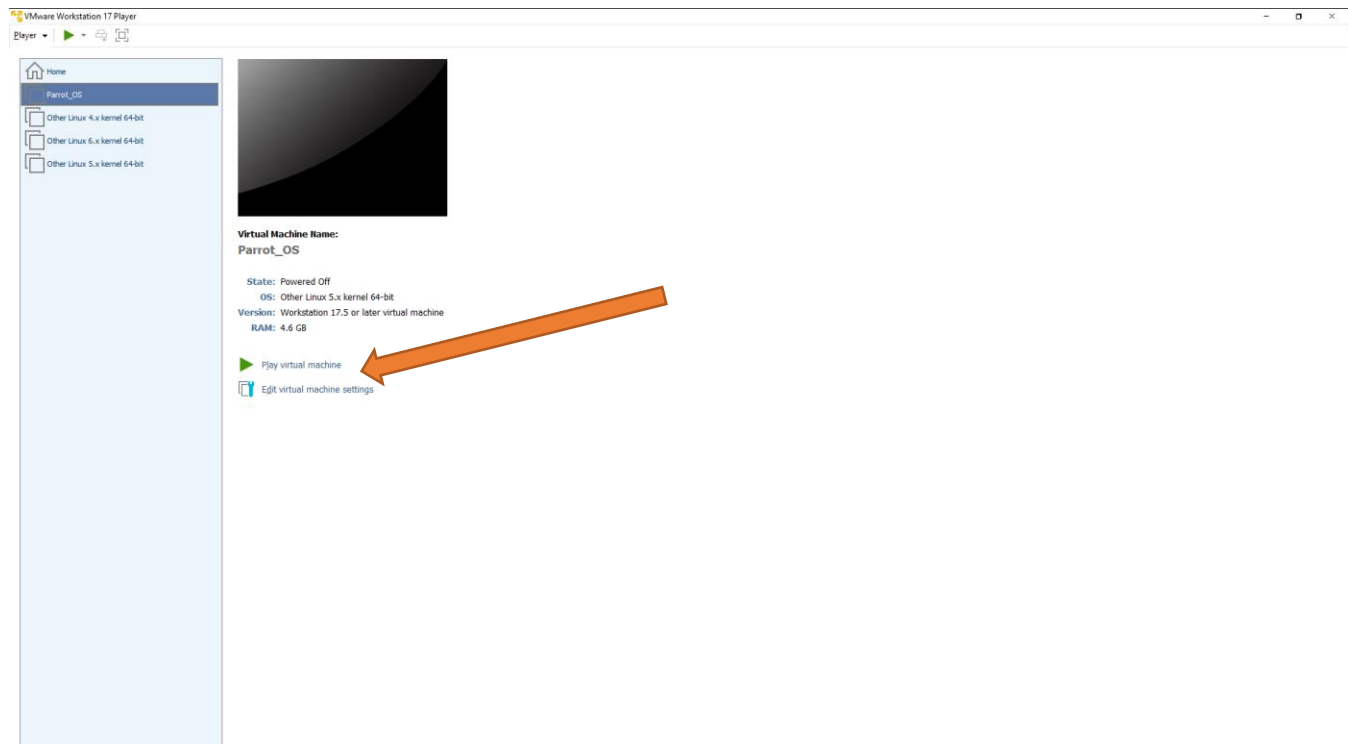 VMware Workstation 17 Player
Player
Home
Parrot_OS
Other Linux 4.x kernel 64-bit
Other Linux 6.x kernel 64-bit
Other Linux 5.x kernel 64-bit
Virtual Machine Name:
Parrot_OS
State: Powered Off
OS: Other Linux 5.x kernel 64-bit
Version: Workstation 17.5 or later virtual machine
RAM: 4.6 GB
Play virtual machine
Edit virtual machine settings